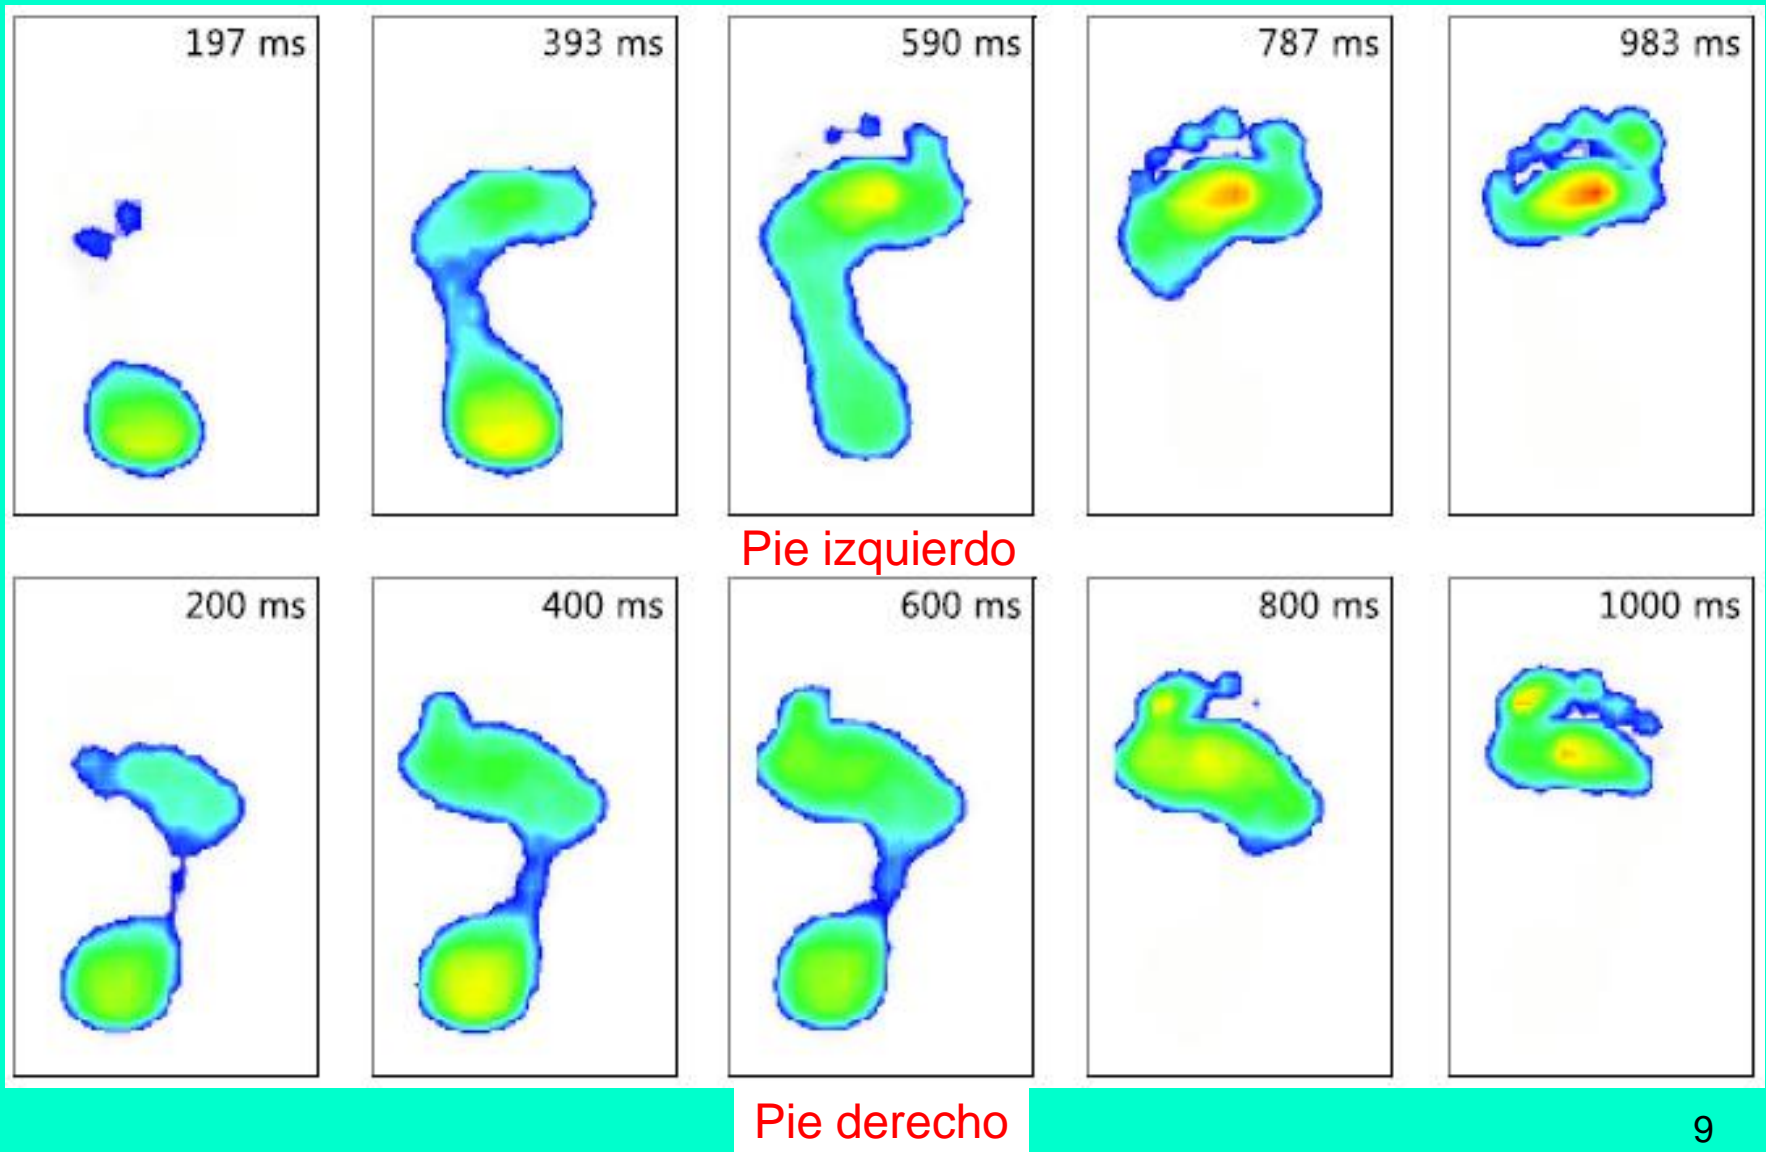 197 ms
393 ms
590 ms
787 ms
983 ms
Pie izquierdo
200 ms
400 ms
600 ms
800 ms
1000 ms
Pie derecho
9